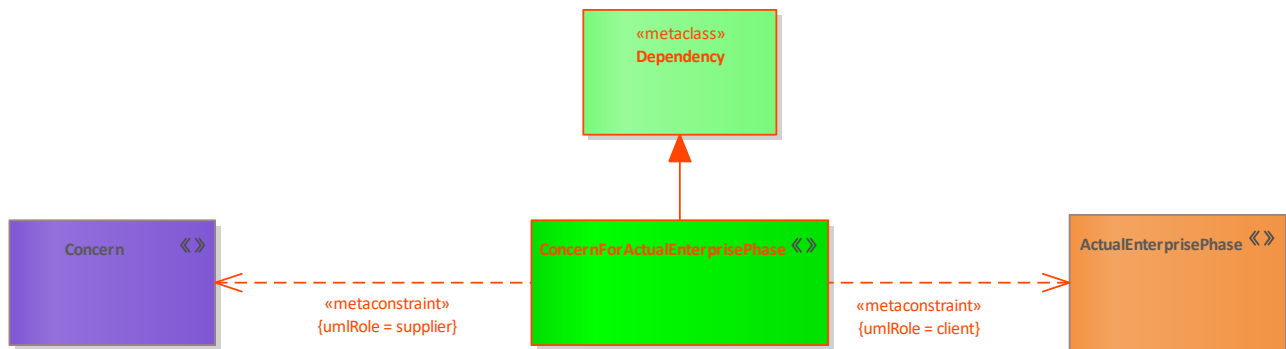 «metaclass»
Dependency
Concern «»
ConcernForActualEnterprisePhase «»
ActualEnterprisePhase «»
«metaconstraint»
{umlRole = supplier}
«metaconstraint»
{umlRole = client}